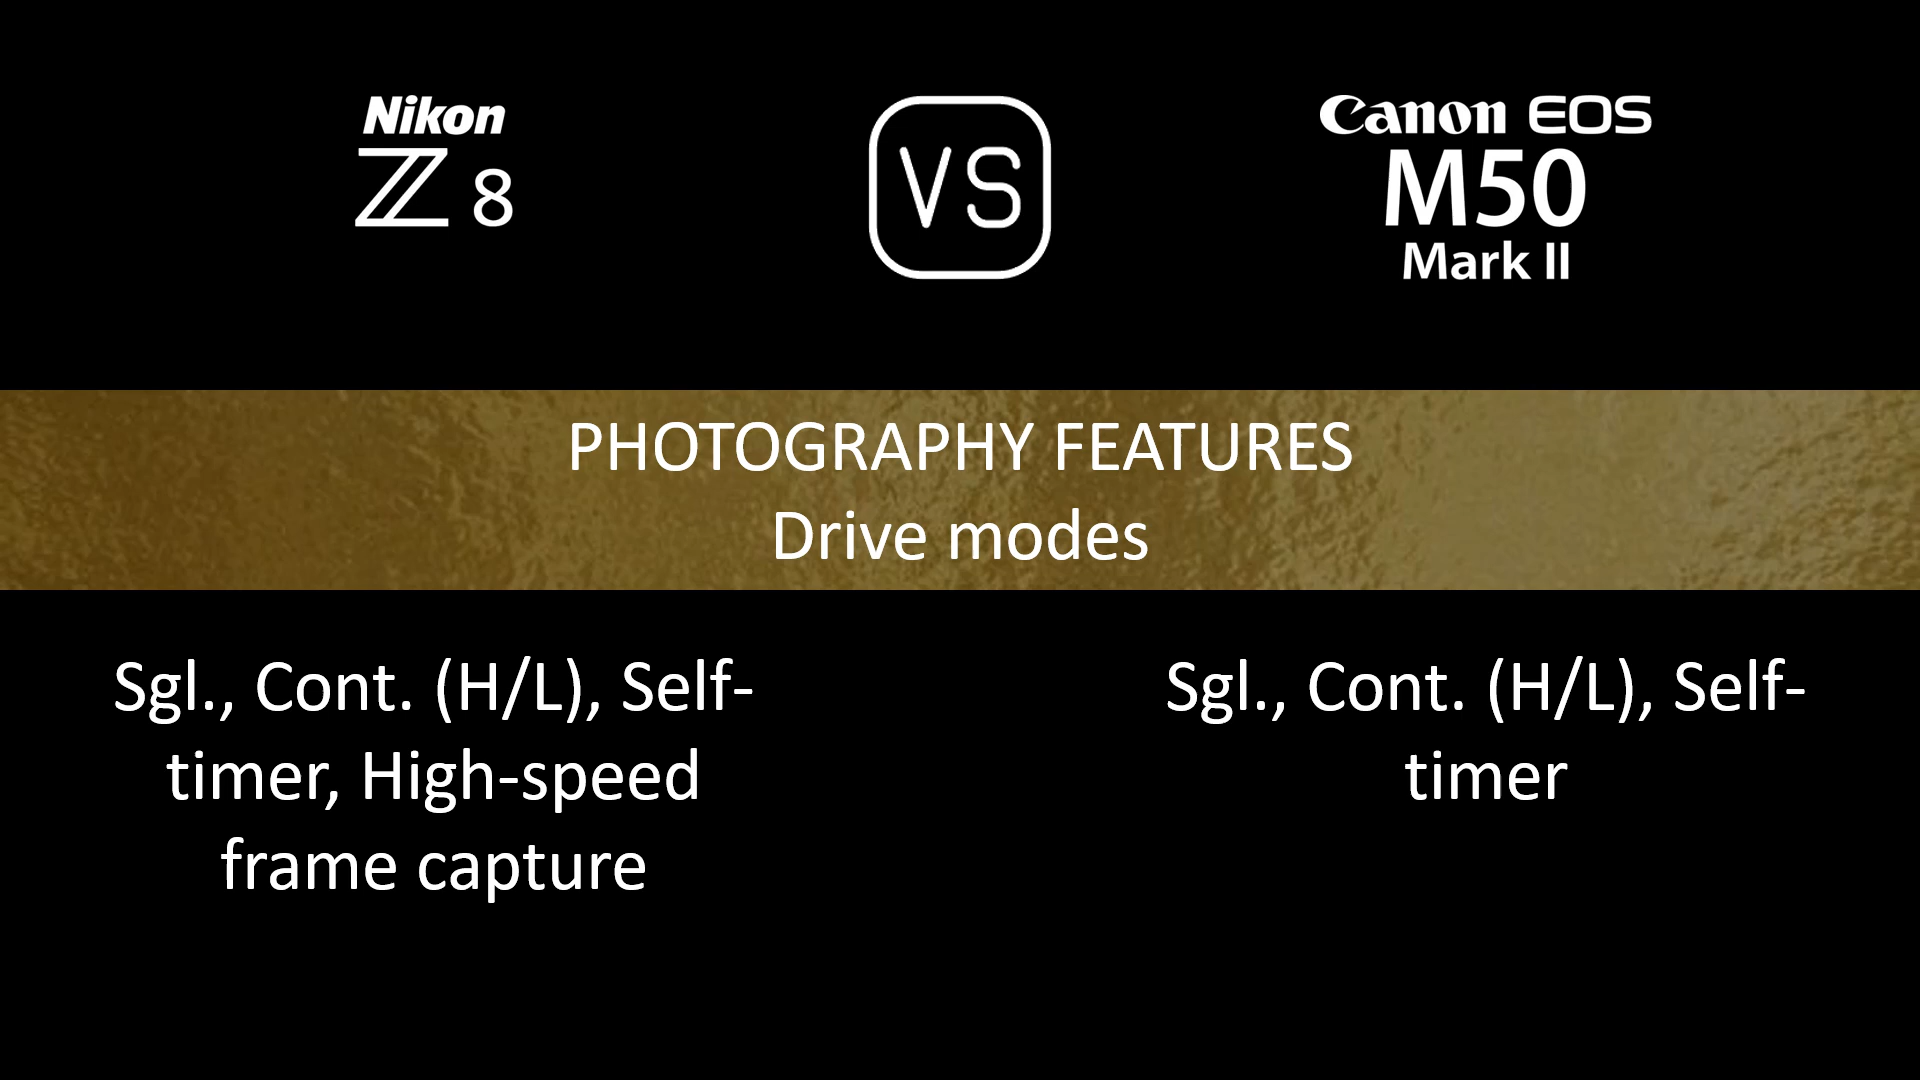 Nikon
Z 8
VS
Canon EOS
M50
Mark II
PHOTOGRAPHY FEATURES
Drive modes
Sgl., Cont. (H/L), Self-
timer, High-speed
frame capture
Sgl., Cont. (H/L), Self-
timer